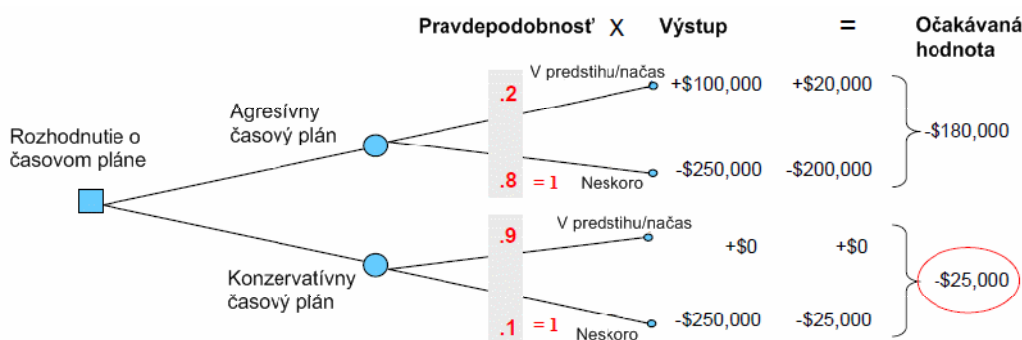 Pravdepodobnosť X Výstup = Očakávaná
hodnota
V predstihu/načas
.2 +$100,000 +$20,000
Agresívny
časový plán
Rozhodnutie o
časovom pláne
-$180,000
.8 = 1 Neskoro -$250,000 -$200,000
V predstihu/načas
.9 +$0 +$0
Konzervatívny
časový plán
-$25,000
.1 = 1 Neskoro -$250,000 -$25,000